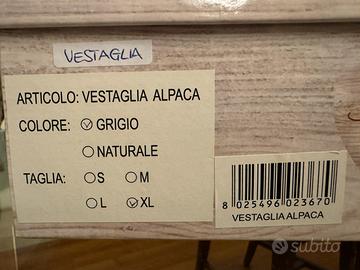 VESTAGLIA
ARTICOLO: VESTAGLIA ALPACA
COLORE: GRIGIO
NATURALE
TAGLIA: S M
L XL
8 025496 023670
VESTAGLIA ALPACA
subito